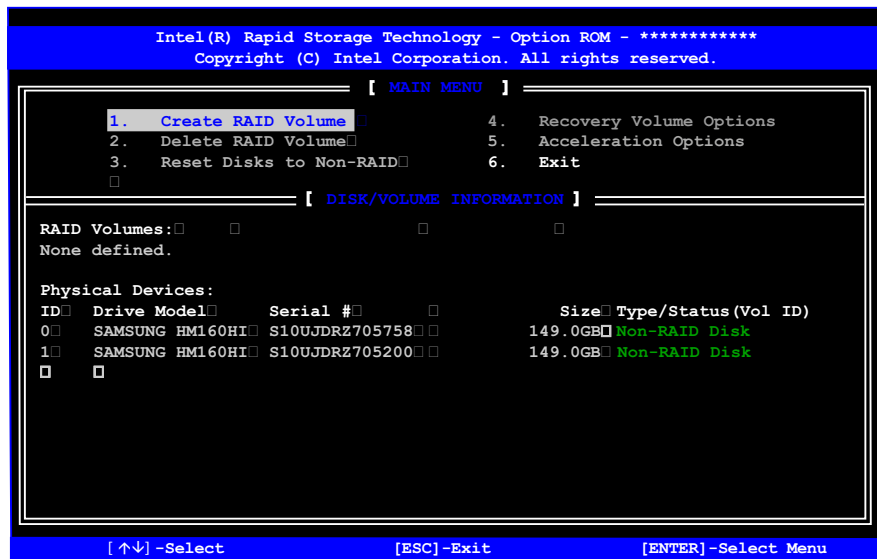 Intel(R) Rapid Storage Technology - Option ROM - ************
Copyright (C) Intel Corporation. All rights reserved.
[ MAIN MENU ]
1. Create RAID Volume 4. Recovery Volume Options
2. Delete RAID Volume 5. Acceleration Options
3. Reset Disks to Non-RAID 6. Exit
[ DISK/VOLUME INFORMATION ]
RAID Volumes:
None defined.
Physical Devices:
ID Drive Model Serial # Size Type/Status(Vol ID)
0 SAMSUNG HM160HI S10UJDRZ705758 149.0GB Non-RAID Disk
1 SAMSUNG HM160HI S10UJDRZ705200 149.0GB Non-RAID Disk
[↑↓]-Select [ESC]-Exit [ENTER]-Select Menu